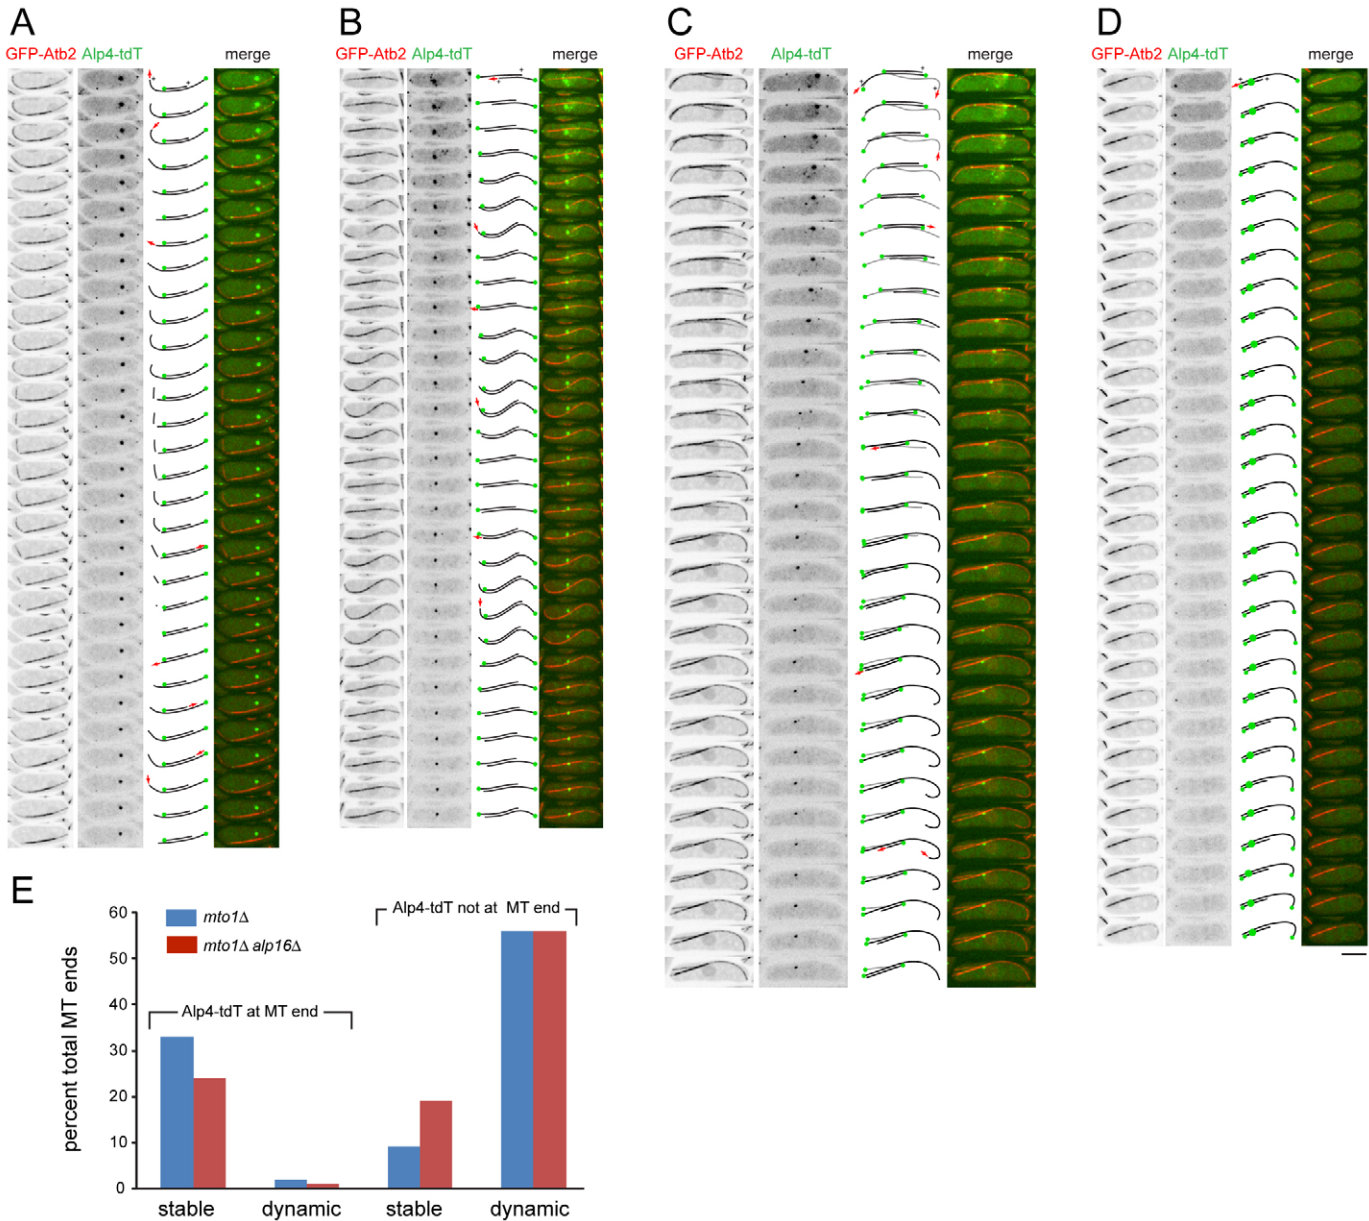 A
GFP-Atb2 Alp4-tdT merge
B
GFP-Atb2 Alp4-tdT merge
C
GFP-Atb2 Alp4-tdT merge
D
GFP-Atb2 Alp4-tdT merge
E
percent total MT ends
60
50
40
30
20
10
0
mto1Δ
mto1Δ alp16Δ
Alp4-tdT at MT end
Alp4-tdT not at MT end
stable dynamic stable dynamic